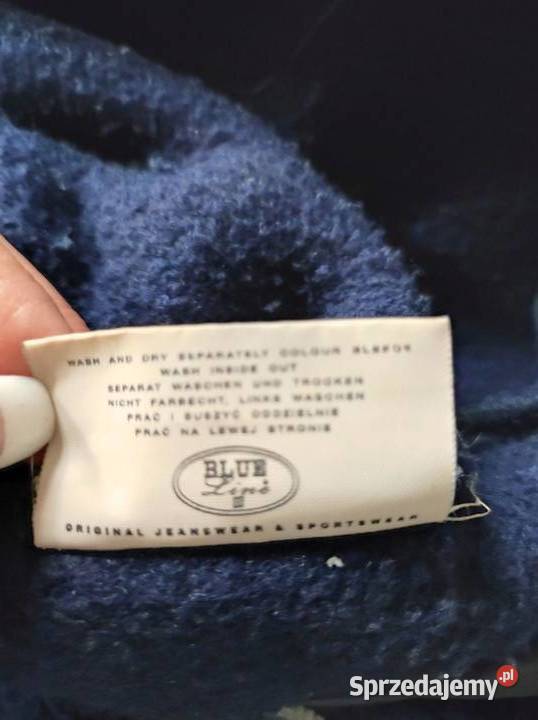 WASH AND DRY SEPARATELY COLOUR BLEEDS
WASH INSIDE OUT
SEPARAT WASCHEN UND TROCKEN
NICHT FARBECHT, LINKS WASCHEN
PRAĆ I SUSZYĆ ODDZIELNIE
PRAĆ NA LEWEJ STRONIE
BLUE
Line
ORIGINAL JEANSWEAR & SPORTSWEAR
Sprzedajemy.pl